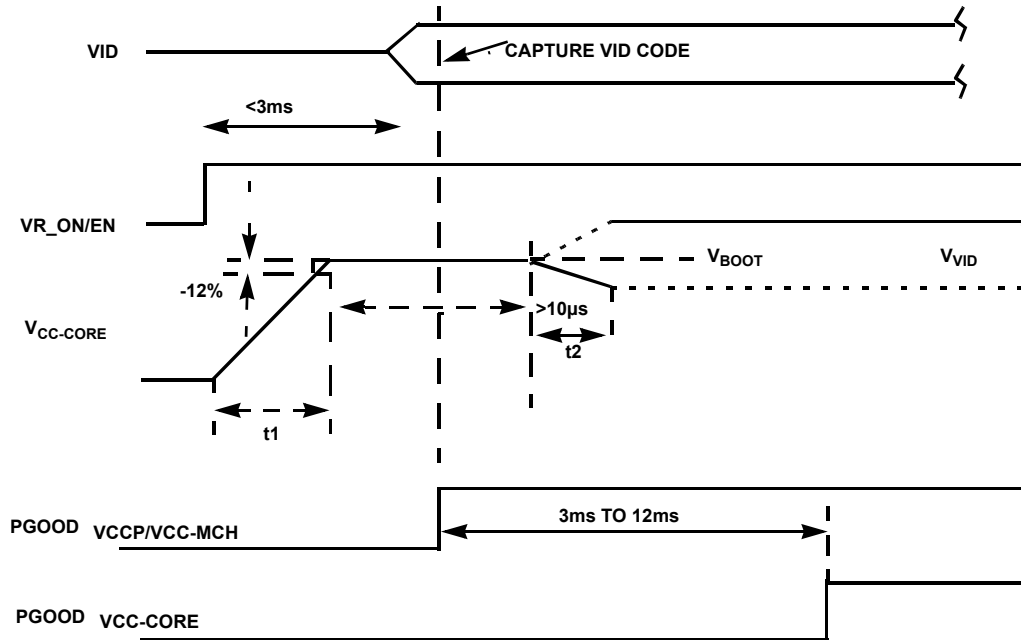 VID
CAPTURE VID CODE
<3ms
VR_ON/EN
-12%
VBOOT
VVID
>10µs
VCC-CORE
t2
t1
PGOOD VCCP/VCC-MCH
3ms TO 12ms
PGOOD VCC-CORE